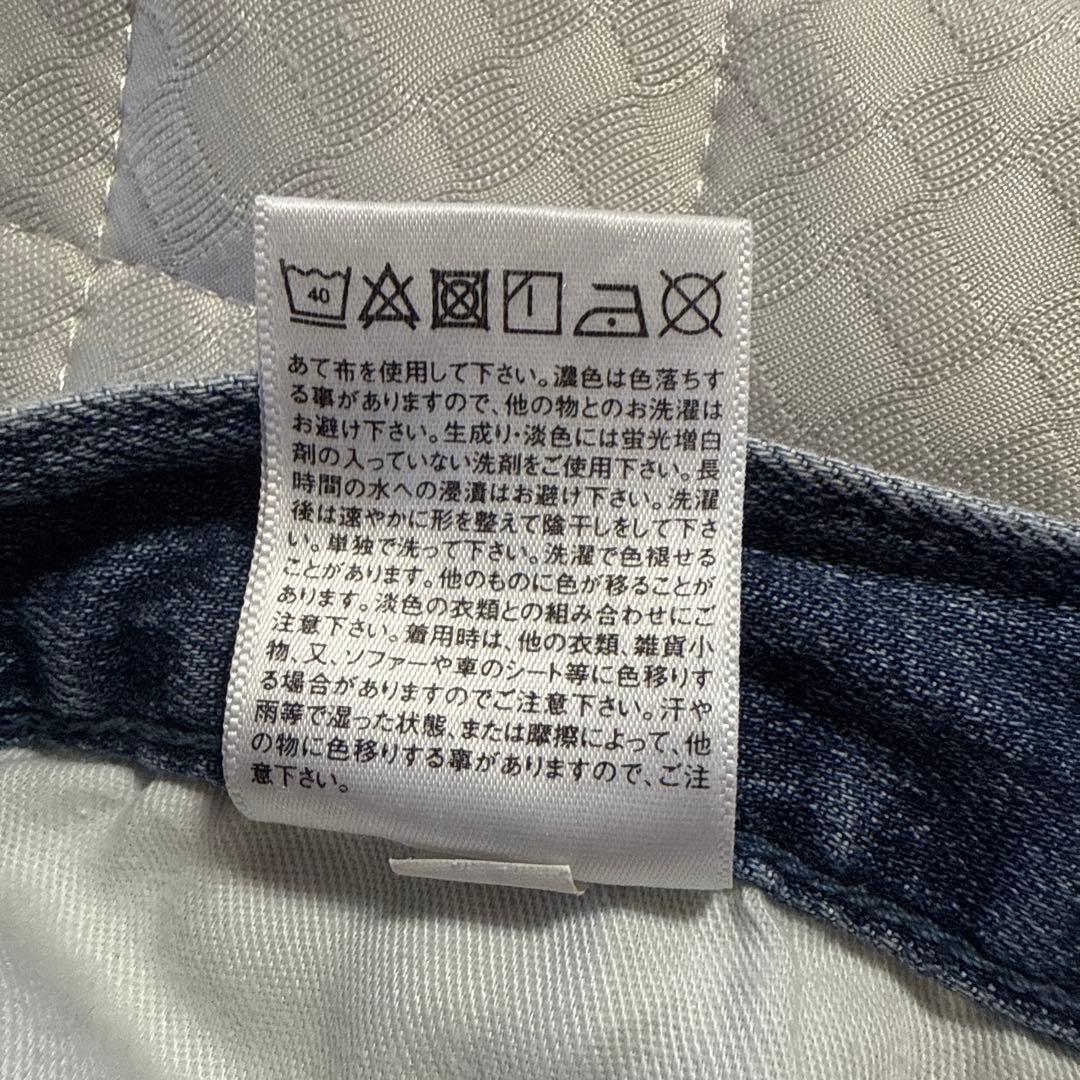 40
あて布を使用して下さい。濃色は色落ちす
る事がありますので、他の物とのお洗濯は
お避け下さい。生成り・淡色には蛍光増白
剤の入っていない洗剤をご使用下さい。長
時間の水への浸漬はお避け下さい。洗濯
後は速やかに形を整えて陰干しをして下さ
い。単独で洗って下さい。洗濯で色褪せる
ことがあります。他のものに色が移ることが
あります。淡色の衣類との組み合わせにご
注意下さい。着用時は、他の衣類、雑貨小
物、又、ソファーや車のシート等に色移りす
る場合がありますのでご注意下さい。汗や
雨等で湿った状態、または摩擦によって、他
の物に色移りする事がありますので、ご注
意下さい。